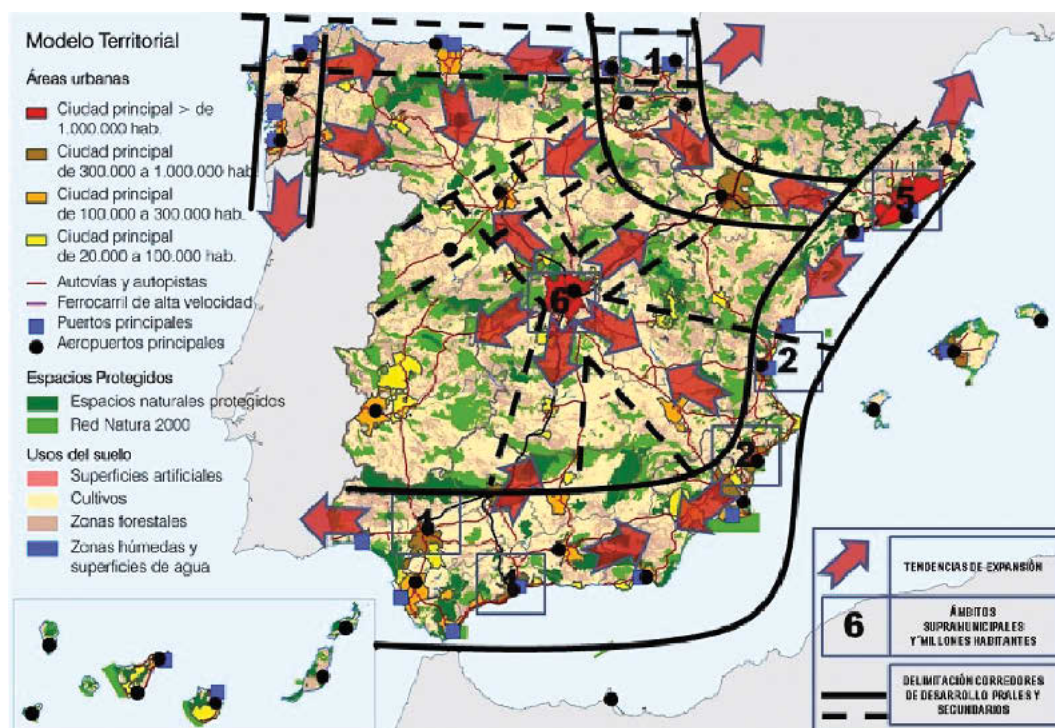 Modelo Territorial
Áreas urbanas
Ciudad principal > de
1.000.000 hab.
Ciudad principal
de 300.000 a 1.000.000 hab.
Ciudad principal
de 100.000 a 300.000 hab.
Ciudad principal
de 20.000 a 100.000 hab.
Autovías y autopistas
Ferrocarril de alta velocidad
Puertos principales
Aeropuertos principales
Espacios Protegidos
Espacios naturales protegidos
Red Natura 2000
Usos del suelo
Superficies artificiales
Cultivos
Zonas forestales
Zonas húmedas y
superficies de agua
1
5
6
2
2
1
1
TENDENCIAS DE EXPANSIÓN
6
ÁMBITOS
SUPRAMUNICIPALES
Y MILLONES HABITANTES
DELIMITACIÓN CORREDORES
DE DESARROLLO PRALES Y
SECUNDARIOS